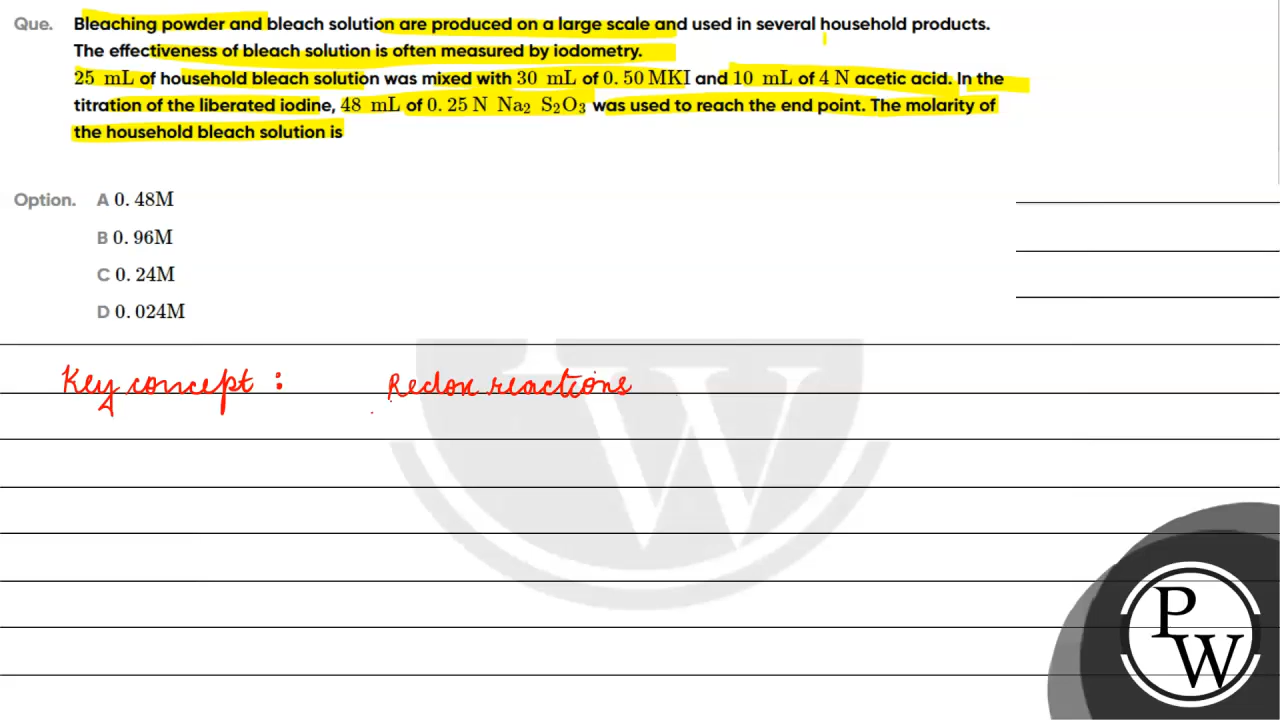 Que. Bleaching powder and bleach solution are produced on a large scale and used in several household products.
The effectiveness of bleach solution is often measured by iodometry.
25 mL of household bleach solution was mixed with 30 mL of 0.50 MKI and 10 mL of 4 N acetic acid. In the
titration of the liberated iodine, 48 mL of 0.25 N Na₂ S₂O₃ was used to reach the end point. The molarity of
the household bleach solution is
Option. A 0.48M
B 0.96M
C 0.24M
D 0.024M
Key concept : Redox reactions
W
P
W